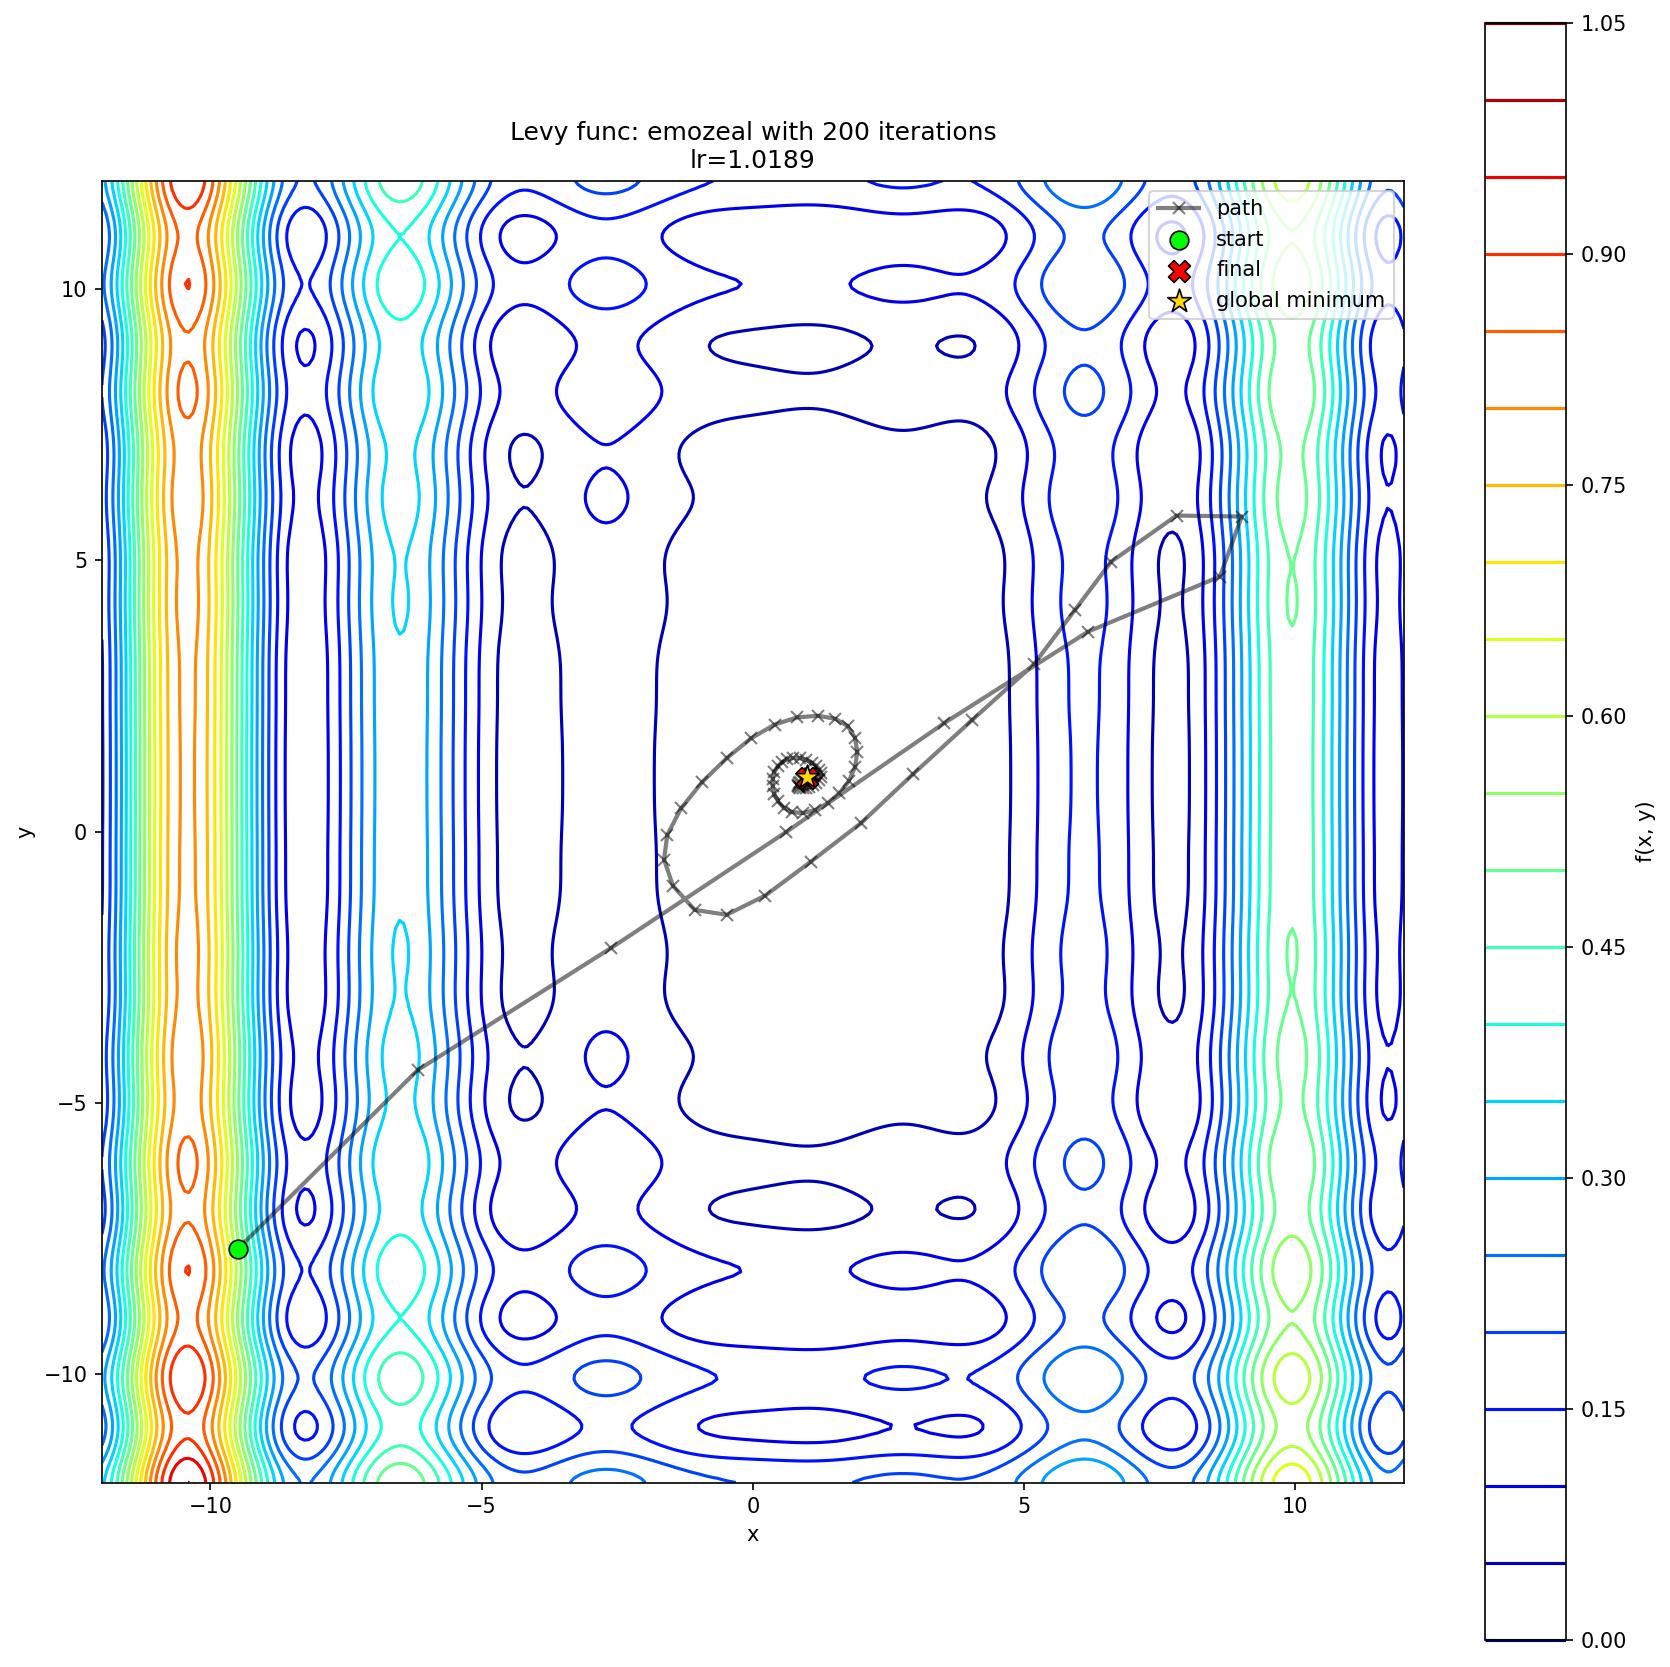 Levy func: emozeal with 200 iterations
lr=1.0189
path
start
final
global minimum
10
5
0
−5
−10
y
−10
−5
0
5
10
x
1.05
0.90
0.75
0.60
0.45
0.30
0.15
0.00
f(x, y)